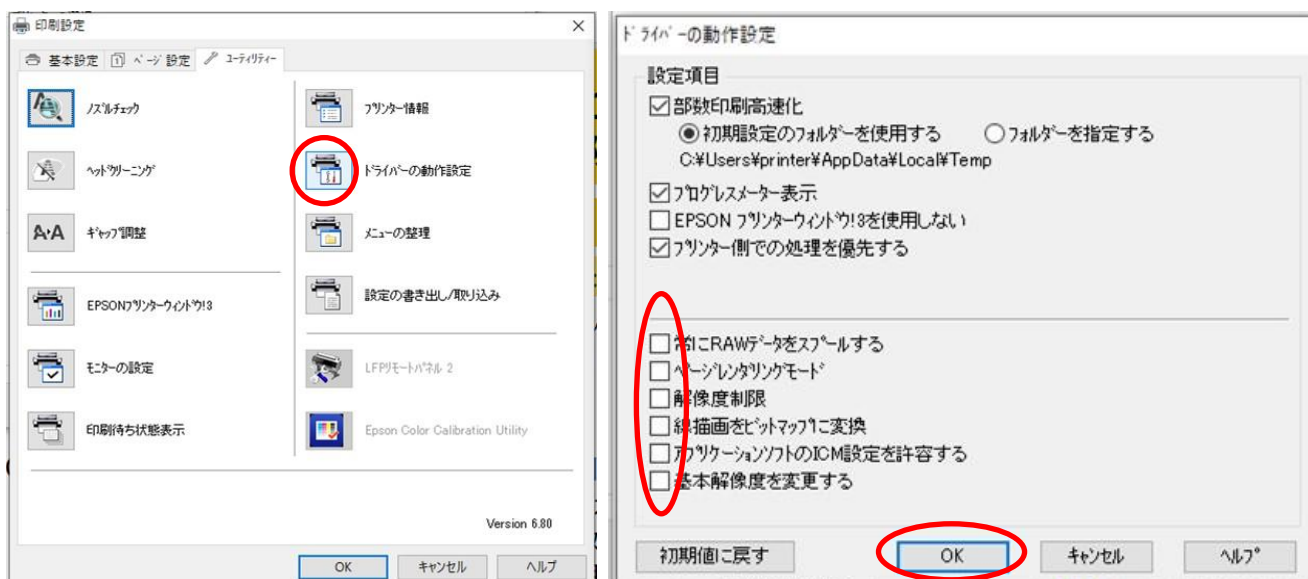 印刷設定
基本設定
ページ設定
ユーティリティー
ノズルチェック
ヘッドクリーニング
ギャップ調整
EPSONプリンターウィンドウ!3
モニターの設定
印刷待ち状態表示
プリンター情報
ドライバーの動作設定
メニューの整理
設定の書き出し/取り込み
LFPリモートパネル 2
Epson Color Calibration Utility
Version 6.80
OK
キャンセル
ヘルプ
ドライバーの動作設定
設定項目
部数印刷高速化
初期設定のフォルダーを使用する
フォルダーを指定する
C:¥Users¥printer¥AppData¥Local¥Temp
プログレスメーター表示
EPSON プリンターウィンドウ!3を使用しない
プリンター側での処理を優先する
常にRAWデータをスプールする
ページレンダリングモード
解像度制限
線描画をビットマップに変換
アプリケーションソフトのICM設定を許容する
基本解像度を変更する
初期値に戻す
OK
キャンセル
ヘルプ